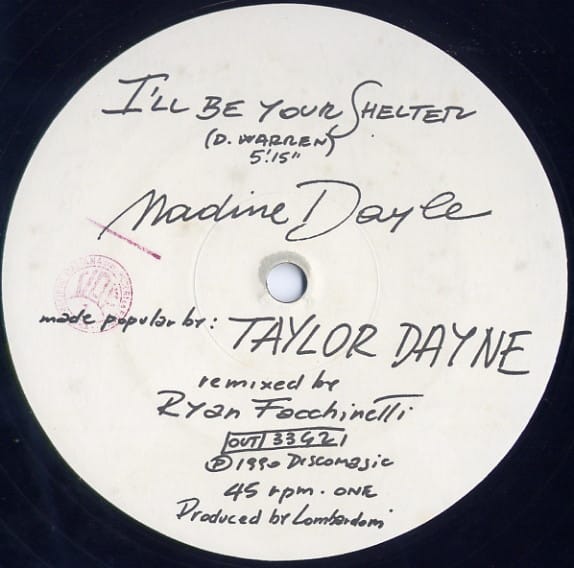 I'LL BE YOUR SHELTER
(D. WARREN)
5'.15"
Nadine Dayle
made popular by: TAYLOR DAYNE
remixed by
Ryan Facchinetti
OUT 33421
Ⓟ 1990 Discomagic
45 rpm. ONE
Produced by Lombardoni